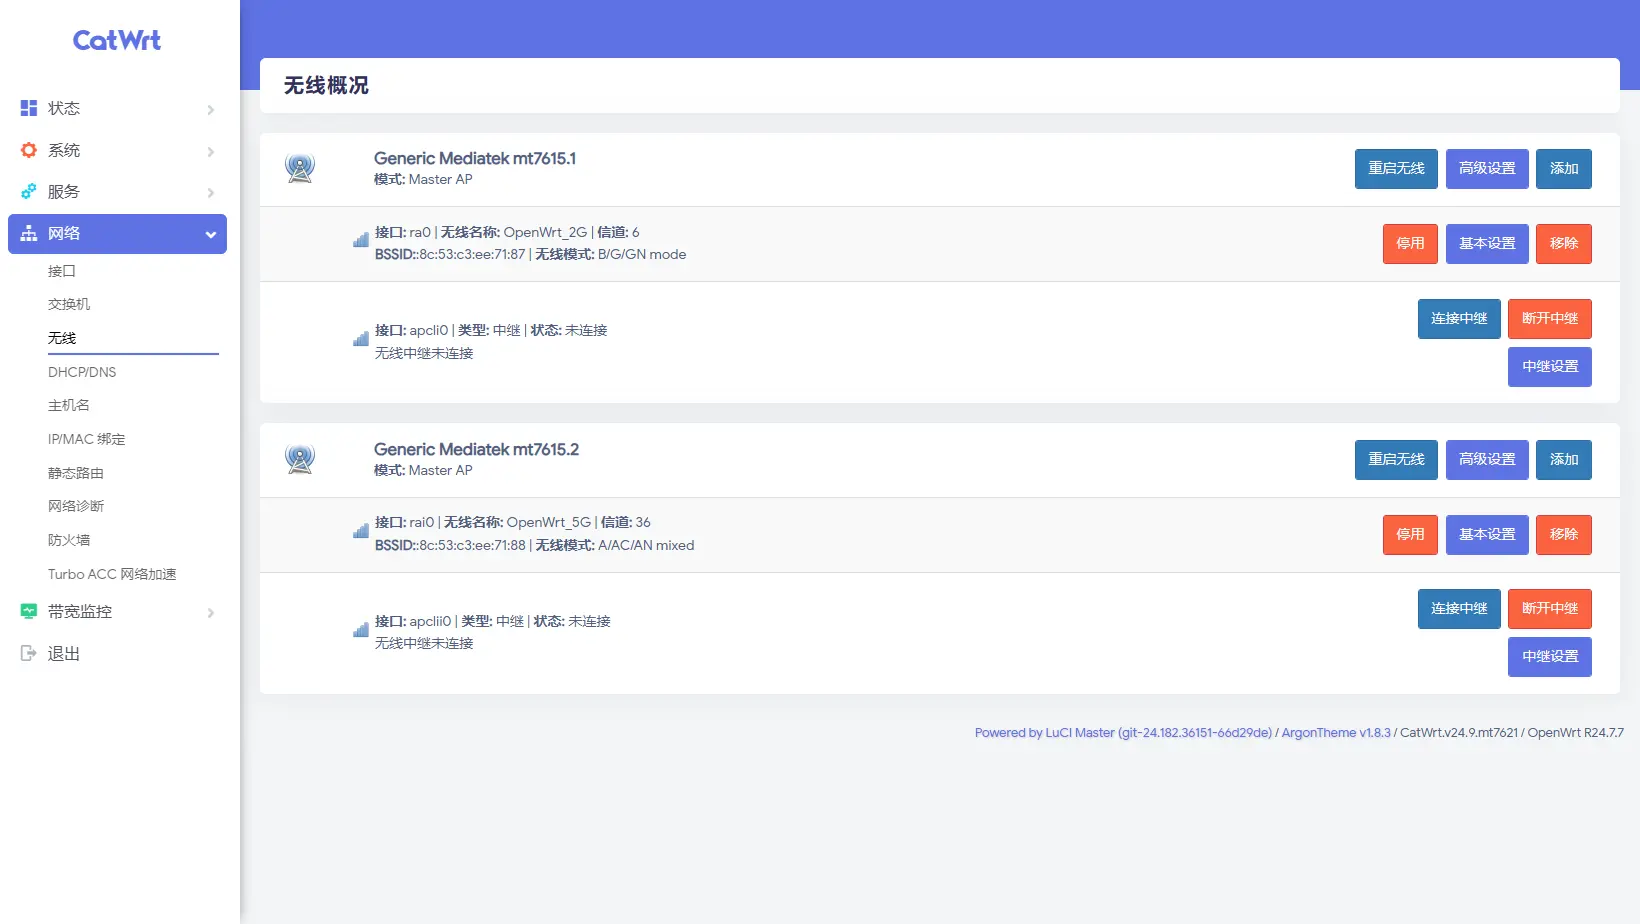 CatWrt
状态
系统
服务
网络
接口
交换机
无线
DHCP/DNS
主机名
IP/MAC 绑定
静态路由
网络诊断
防火墙
Turbo ACC 网络加速
带宽监控
退出
无线概况
Generic Mediatek mt7615.1
模式: Master AP
重启无线 高级设置 添加
接口: ra0 | 无线名称: OpenWrt_2G | 信道: 6
BSSID::8c:53:c3:ee:71:87 | 无线模式: B/G/GN mode
停用 基本设置 移除
接口: apcli0 | 类型: 中继 | 状态: 未连接
无线中继未连接
连接中继 断开中继
中继设置
Generic Mediatek mt7615.2
模式: Master AP
重启无线 高级设置 添加
接口: rai0 | 无线名称: OpenWrt_5G | 信道: 36
BSSID::8c:53:c3:ee:71:88 | 无线模式: A/AC/AN mixed
停用 基本设置 移除
接口: apclii0 | 类型: 中继 | 状态: 未连接
无线中继未连接
连接中继 断开中继
中继设置
Powered by LuCI Master (git-24.182.36151-66d29de) / ArgonTheme v1.8.3 / CatWrt.v24.9.mt7621 / OpenWrt R24.7.7